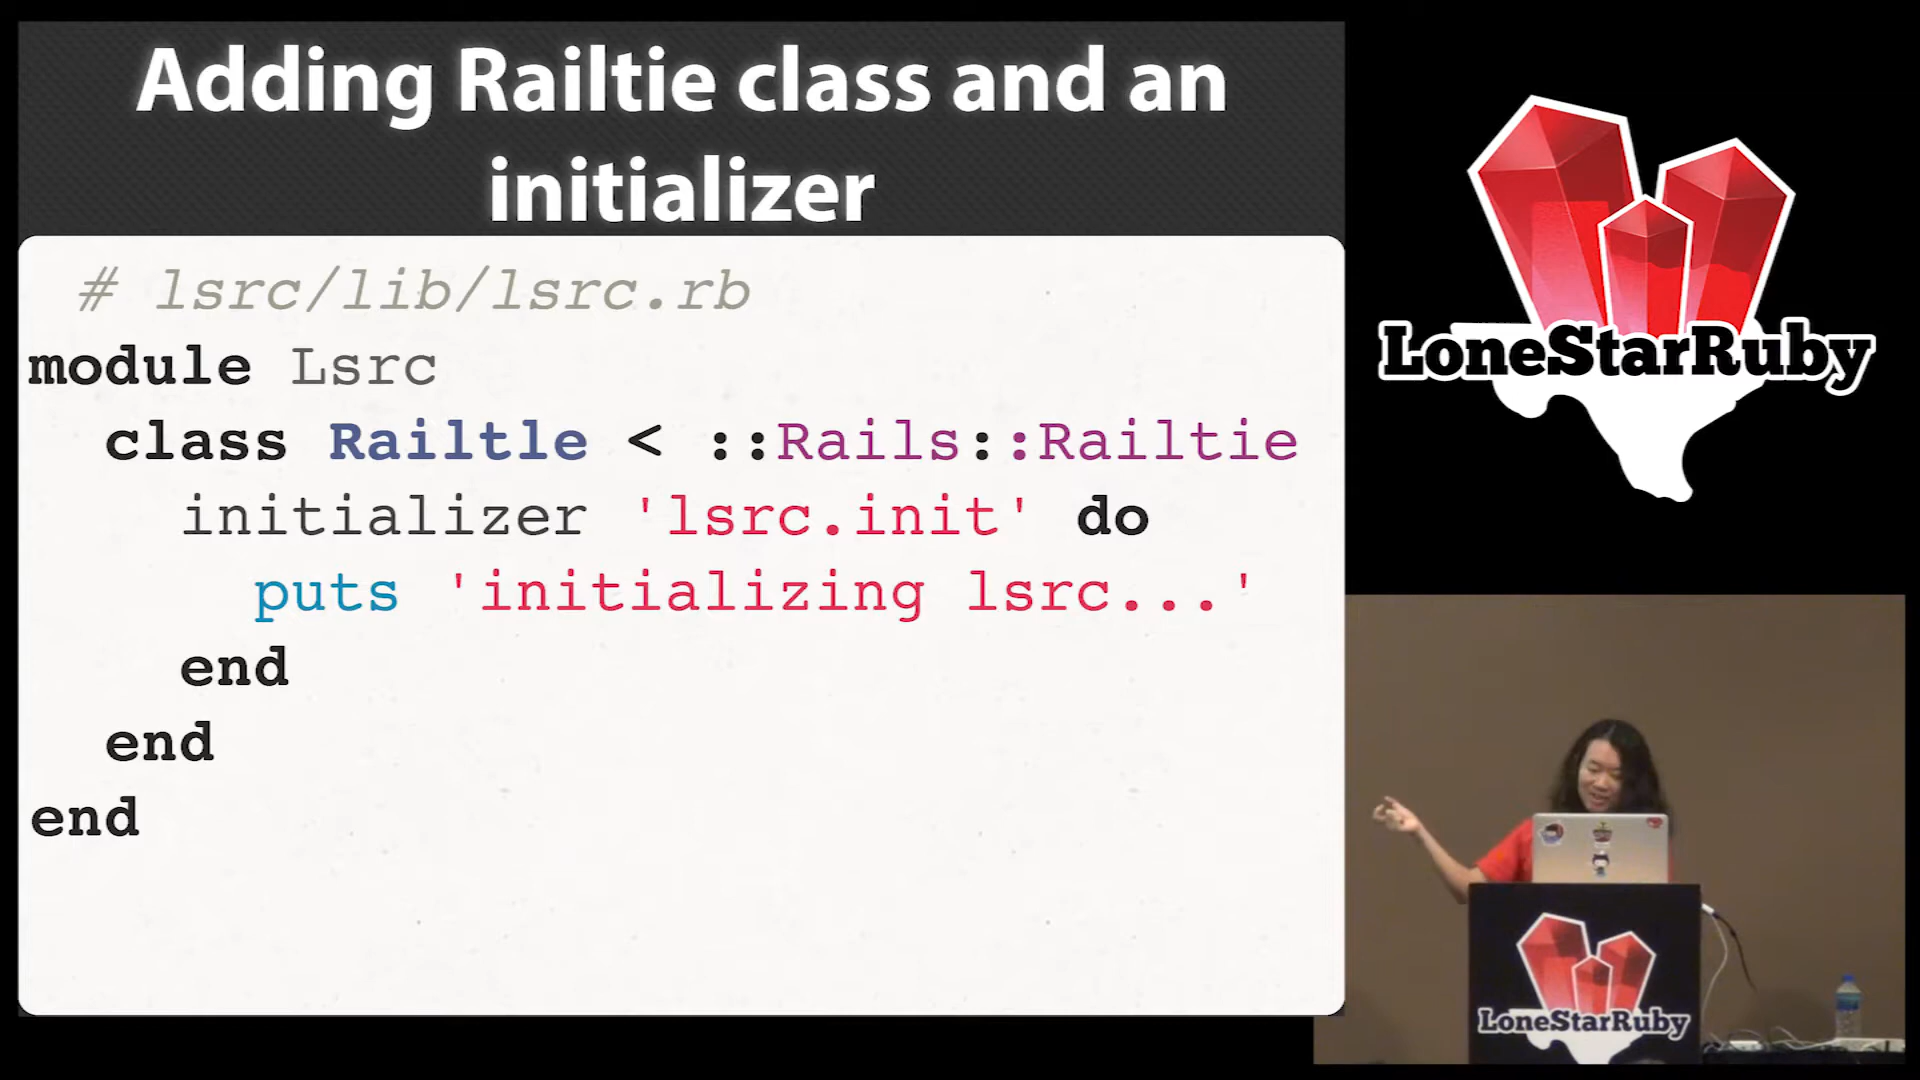 Adding Railtie class and an
initializer
# lsrc/lib/lsrc.rb
module Lsrc
class Railtle < ::Rails::Railtie
initializer 'lsrc.init' do
puts 'initializing lsrc...'
end
end
end
LoneStarRuby
LoneStarRuby